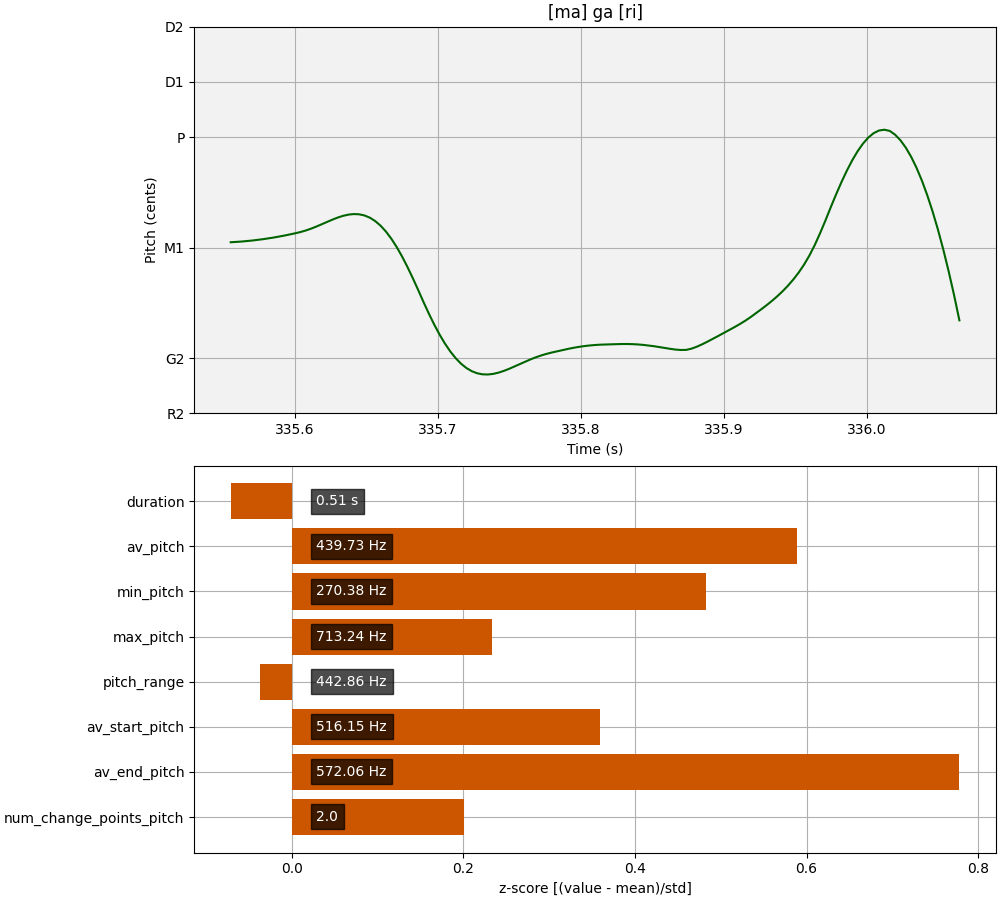 [ma] ga [ri]
D2
D1
P
M1
G2
R2
Pitch (cents)
335.6 335.7 335.8 335.9 336.0
Time (s)
duration 0.51 s
av_pitch 439.73 Hz
min_pitch 270.38 Hz
max_pitch 713.24 Hz
pitch_range 442.86 Hz
av_start_pitch 516.15 Hz
av_end_pitch 572.06 Hz
num_change_points_pitch 2.0
0.0 0.2 0.4 0.6 0.8
z-score [(value - mean)/std]